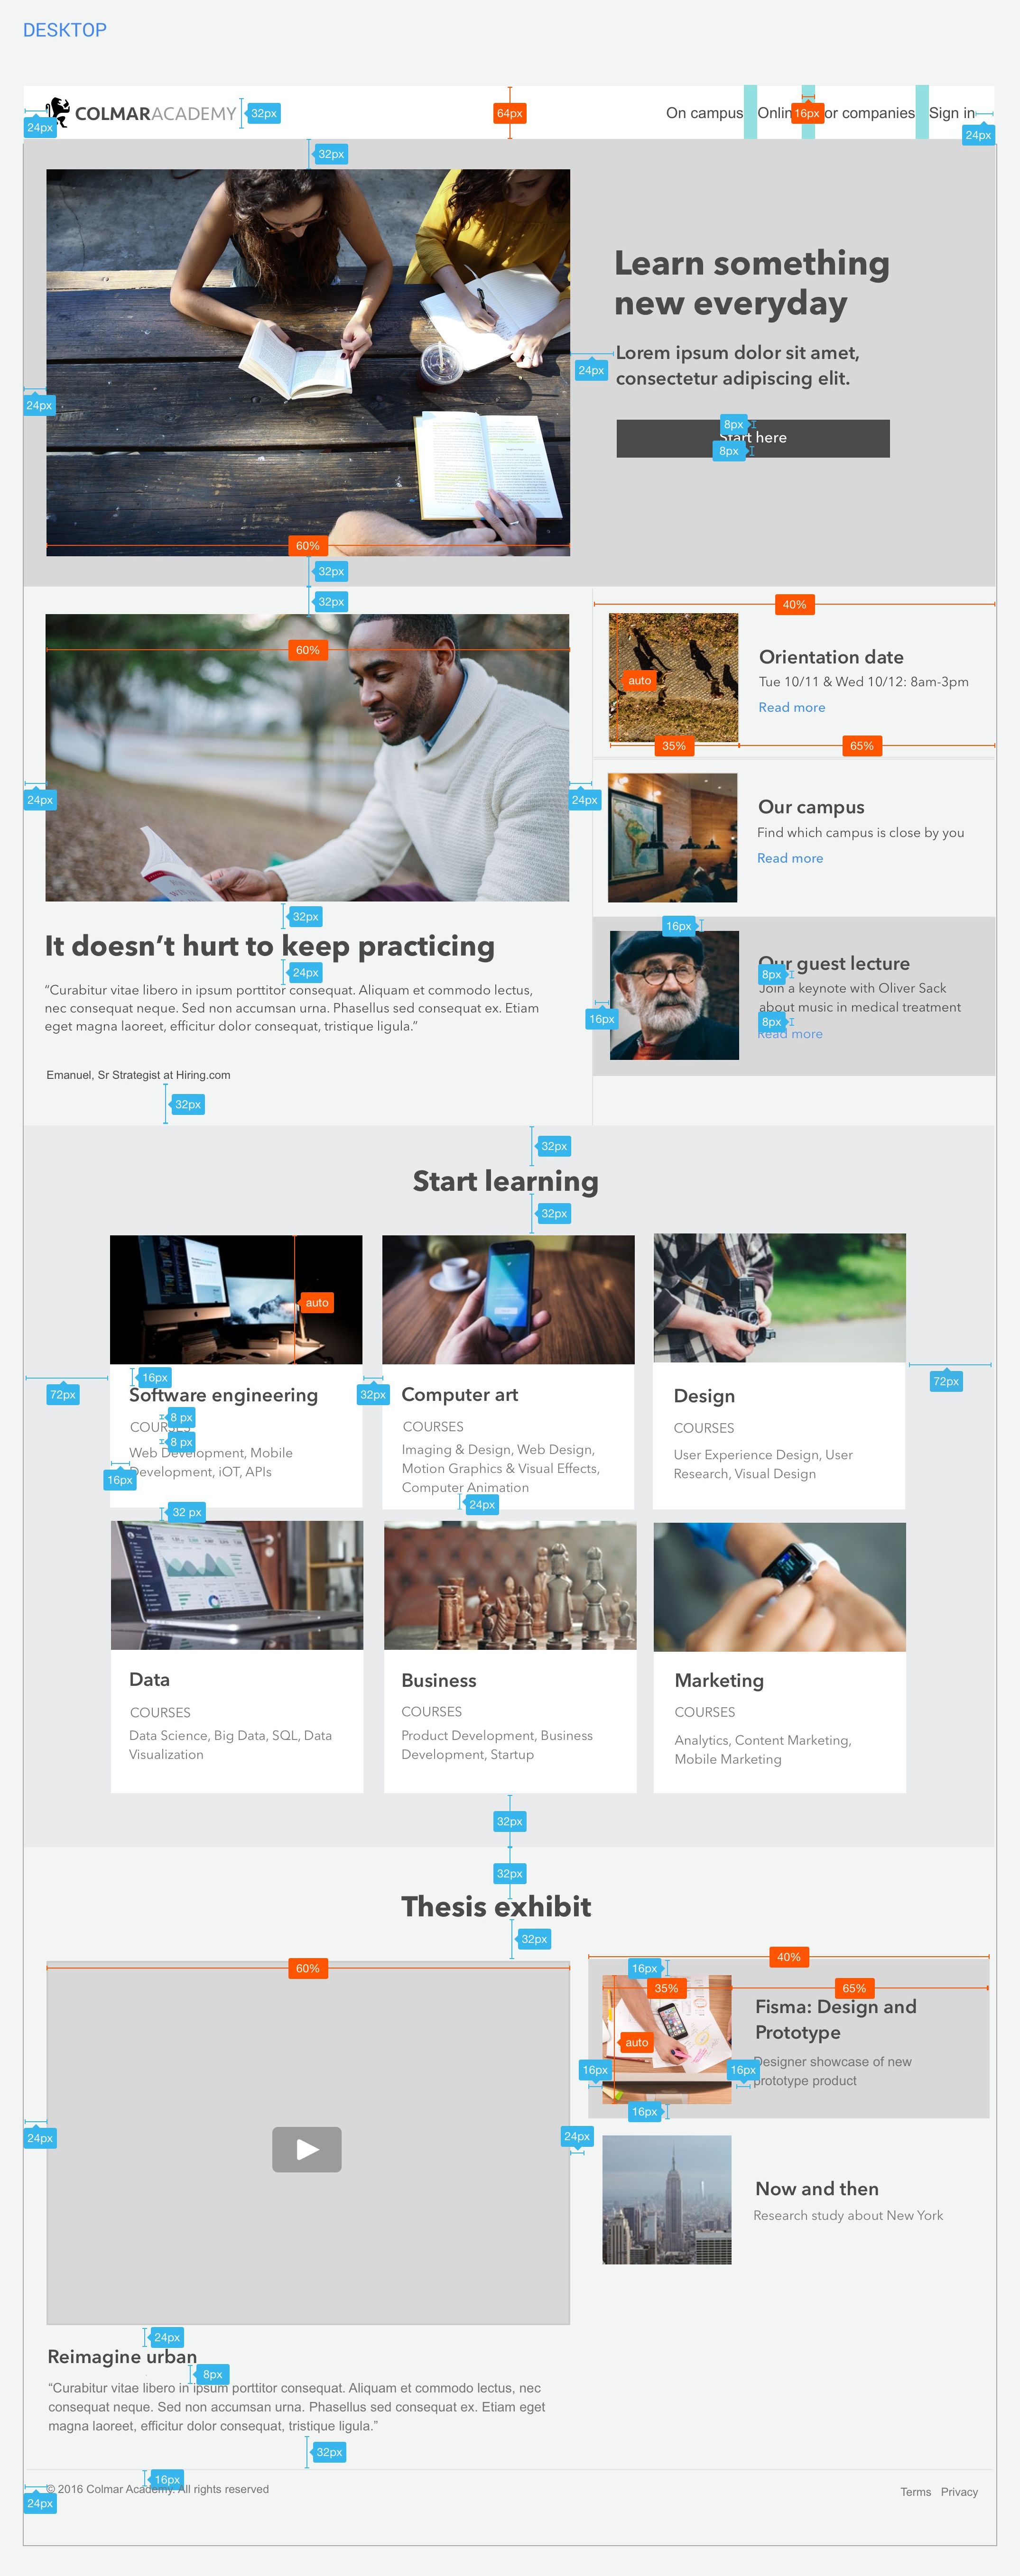 DESKTOP
COLMARACADEMY
32px
64px
On campus
Onlin
16px
or companies
Sign in
24px
24px
32px
Learn something
new everyday
Lorem ipsum dolor sit amet,
consectetur adipiscing elit.
24px
24px
8px
Start here
8px
60%
32px
32px
40%
60%
Orientation date
auto
Tue 10/11 & Wed 10/12: 8am-3pm
Read more
35%
65%
24px
24px
Our campus
Find which campus is close by you
Read more
32px
16px
It doesn’t hurt to keep practicing
24px
“Curabitur vitae libero in ipsum porttitor consequat. Aliquam et commodo lectus,
nec consequat neque. Sed non accumsan urna. Phasellus sed consequat ex. Etiam
eget magna laoreet, efficitur dolor consequat, tristique ligula.”
Our guest lecture
8px
Join a keynote with Oliver Sack
about music in medical treatment
16px
8px
Read more
Emanuel, Sr Strategist at Hiring.com
32px
32px
Start learning
32px
auto
16px
72px
32px
72px
Software engineering
8 px
COURSES
8 px
Web Development, Mobile
Development, iOT, APIs
16px
32 px
Computer art
COURSES
Imaging & Design, Web Design,
Motion Graphics & Visual Effects,
Computer Animation
24px
Design
COURSES
User Experience Design, User
Research, Visual Design
Data
COURSES
Data Science, Big Data, SQL, Data
Visualization
Business
COURSES
Product Development, Business
Development, Startup
Marketing
COURSES
Analytics, Content Marketing,
Mobile Marketing
32px
32px
Thesis exhibit
32px
40%
60%
16px
35%
65%
Fisma: Design and
Prototype
auto
16px
16px
Designer showcase of new
prototype product
16px
24px
24px
Now and then
Research study about New York
24px
Reimagine urban
8px
“Curabitur vitae libero in ipsum porttitor consequat. Aliquam et commodo lectus, nec
consequat neque. Sed non accumsan urna. Phasellus sed consequat ex. Etiam eget
magna laoreet, efficitur dolor consequat, tristique ligula.”
32px
16px
© 2016 Colmar Academy. All rights reserved
24px
Terms
Privacy